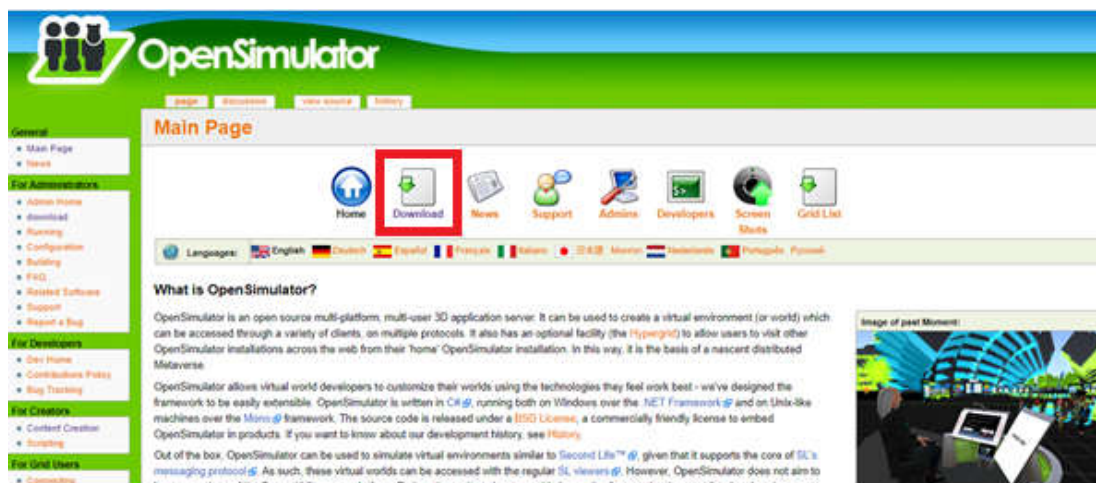 OpenSimulator
page discussion view source history
Main Page
General
Main Page
News
For Administrators
Admin Home
download
Running
Configuration
Building
FAQ
Related Software
Support
Report a Bug
For Developers
Dev Home
Contributions Policy
Bug Tracking
For Creators
Content Creation
Scripting
For Grid Users
Connecting
Home Download News Support Admins Developers Screen Shots Grid List
Languages: English Deutsch Español Français Italiano 日本語 Nederlands Português Русский
What is OpenSimulator?
OpenSimulator is an open source multi-platform, multi-user 3D application server. It can be used to create a virtual environment (or world) which
can be accessed through a variety of clients, on multiple protocols. It also has an optional facility (the Hypergrid) to allow users to visit other
OpenSimulator installations across the web from their 'home' OpenSimulator installation. In this way, it is the basis of a nascent distributed
Metaverse.
OpenSimulator allows virtual world developers to customize their worlds using the technologies they feel work best - we've designed the
framework to be easily extensible. OpenSimulator is written in C#, running both on Windows over the .NET Framework and on Unix-like
machines over the Mono framework. The source code is released under a BSD License, a commercially friendly license to embed
OpenSimulator in products. If you want to know about our development history, see History.
Out of the box, OpenSimulator can be used to simulate virtual environments similar to Second Life™, given that it supports the core of SL's
messaging protocol. As such, these virtual worlds can be accessed with the regular SL viewers. However, OpenSimulator does not aim to
Image of past Moment: